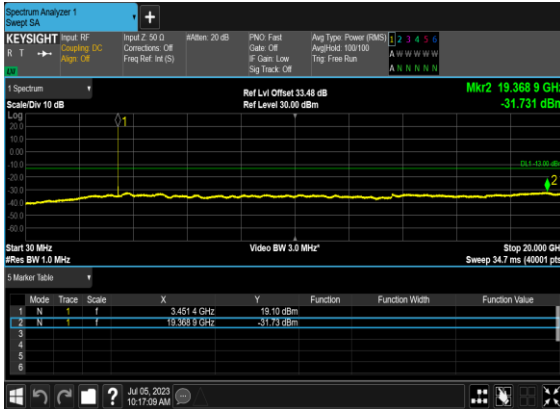 Spectrum Analyzer 1
Swept SA
+
KEYSIGHT Input: RF Input Z: 50 Ω #Atten: 20 dB PNO: Fast Avg Type: Power (RMS) 1 2 3 4 5 6
R T Coupling: DC Corrections: Off Gate: Off Avg|Hold: 100/100 A W W W W W
Align: Off Freq Ref: Int (S) IF Gain: Low Trig: Free Run
Sig Track: Off A N N N N N
1 Spectrum Ref Lvl Offset 33.48 dB Mkr2 19.368 9 GHz
Scale/Div 10 dB Ref Level 30.00 dBm -31.731 dBm
Log
20.0
10.0
0.00
-10.0
-20.0
-30.0
-40.0
-50.0
-60.0
1
DL1 -13.00 dBm
2
Start 30 MHz Video BW 3.0 MHz* Stop 20.000 GHz
#Res BW 1.0 MHz Sweep 34.7 ms (40001 pts)
5 Marker Table
Mode Trace Scale X Y Function Function Width Function Value
1 N 1 f 3.451 4 GHz 19.10 dBm
2 N 1 f 19.368 9 GHz -31.73 dBm
3
4
5
6
? Jul 05, 2023
10:17:09 AM